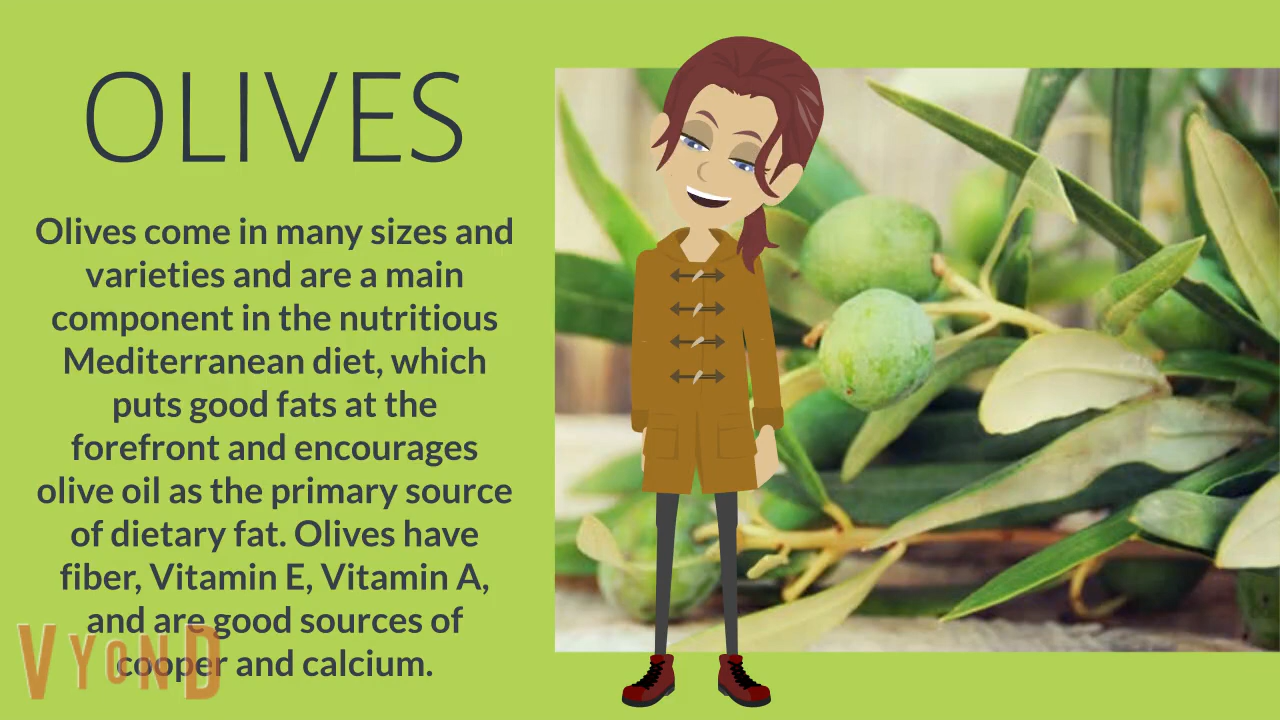 OLIVES
Olives come in many sizes and
varieties and are a main
component in the nutritious
Mediterranean diet, which
puts good fats at the
forefront and encourages
olive oil as the primary source
of dietary fat. Olives have
fiber, Vitamin E, Vitamin A,
and are good sources of
cooper and calcium.
VYOND